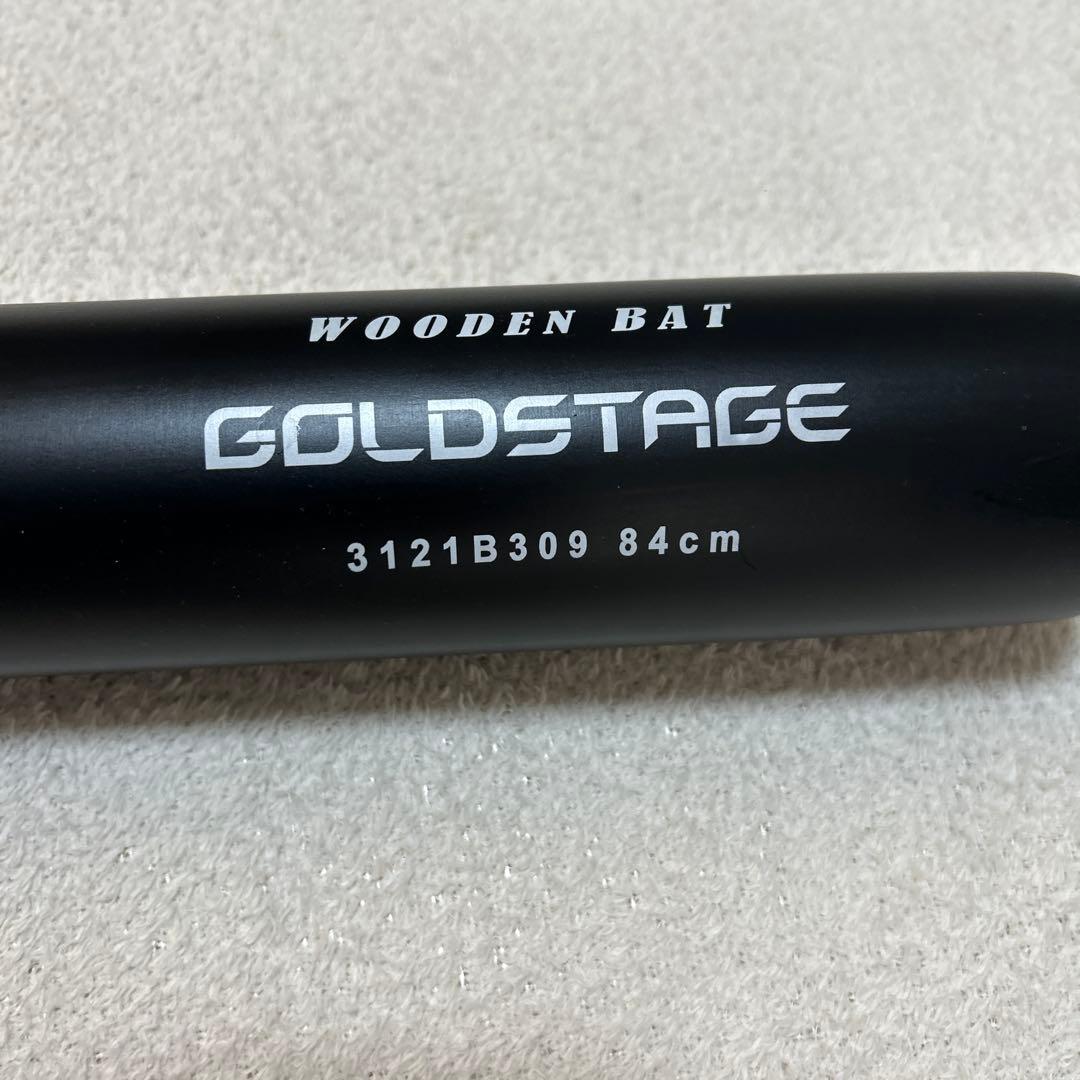 WOODEN BAT
GOLDSTAGE
3121B309 84cm